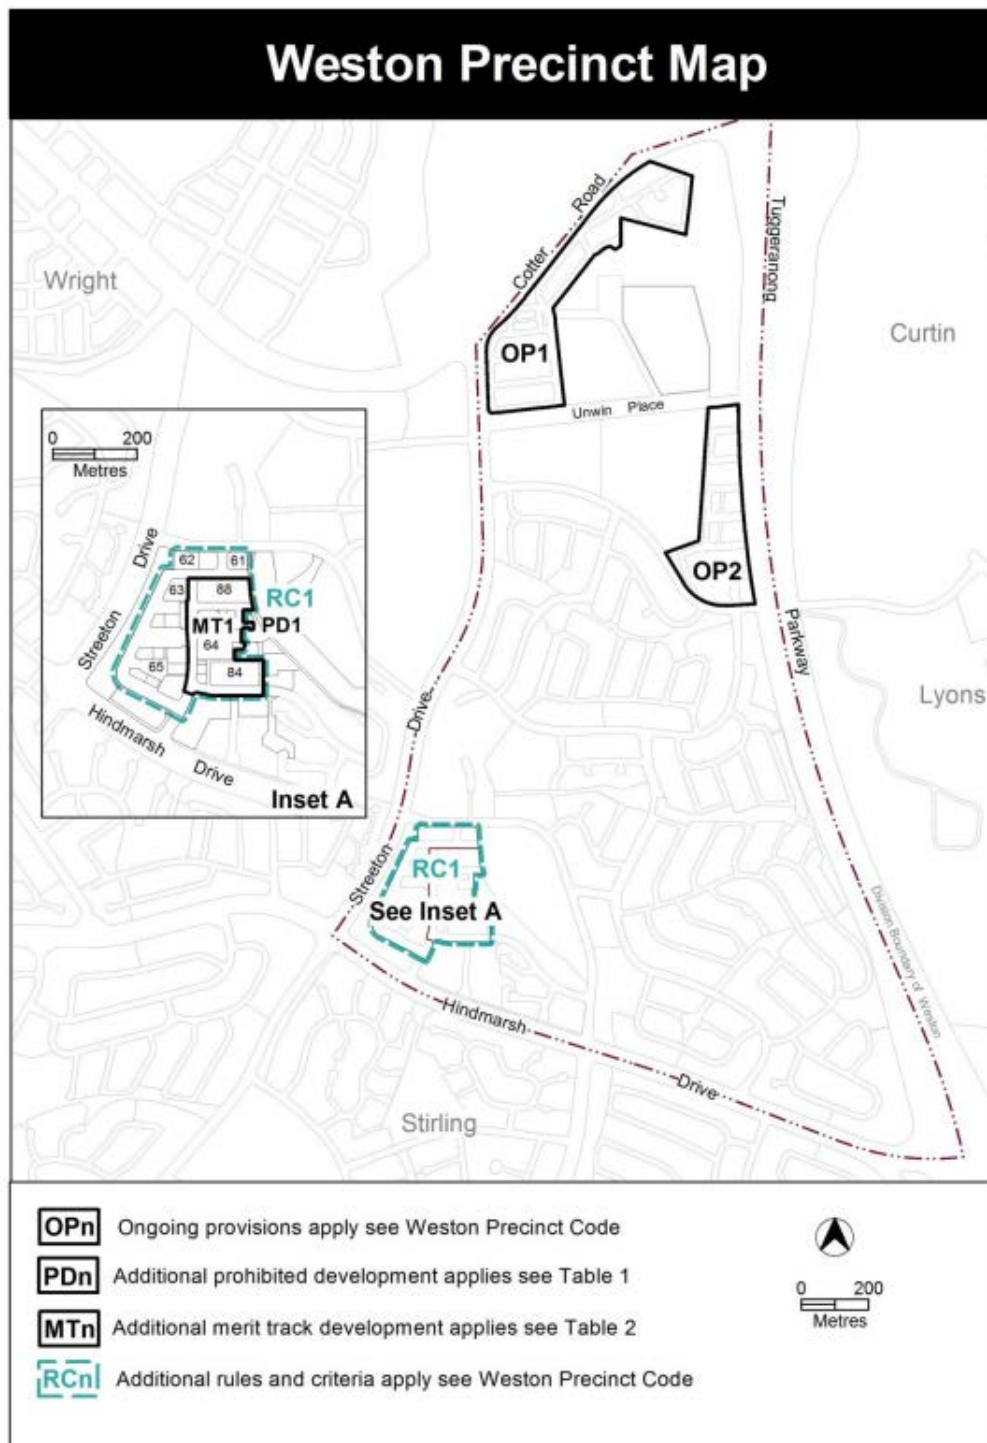 Weston Precinct Map
Cotter Road
Tuggeranong
Wright
Curtin
OP1
Unwin Place
0 200
Metres
Drive
62 61
63 88
RC1
MT1 PD1
64
65 84
Streeton
Hindmarsh
Drive
Inset A
OP2
Parkway
Lyons
Drive
Streeton
RC1
See Inset A
Division Boundary of Weston
Hindmarsh
Drive
Stirling
OPn Ongoing provisions apply see Weston Precinct Code
PDn Additional prohibited development applies see Table 1
MTn Additional merit track development applies see Table 2
RCn Additional rules and criteria apply see Weston Precinct Code
0 200
Metres